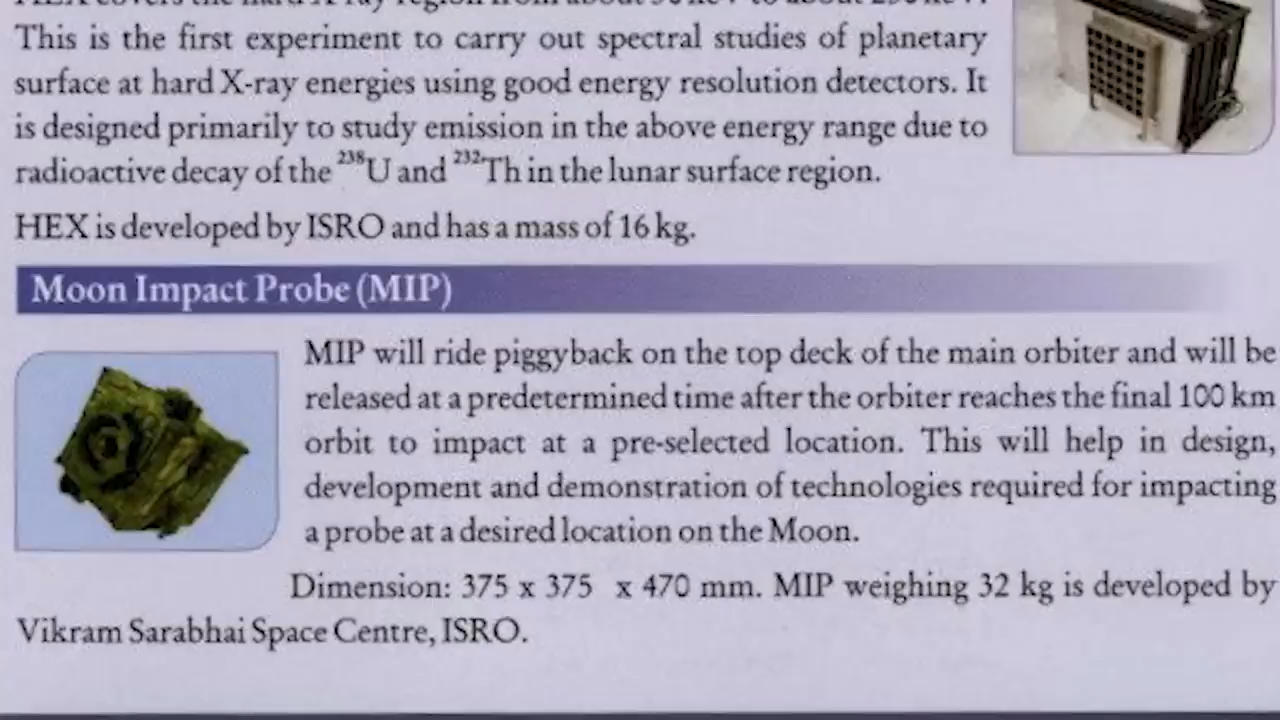 This is the first experiment to carry out spectral studies of planetary
surface at hard X-ray energies using good energy resolution detectors. It
is designed primarily to study emission in the above energy range due to
radioactive decay of the ²³⁸U and ²³²Th in the lunar surface region.
HEX is developed by ISRO and has a mass of 16 kg.
Moon Impact Probe (MIP)
MIP will ride piggyback on the top deck of the main orbiter and will be
released at a predetermined time after the orbiter reaches the final 100 km
orbit to impact at a pre-selected location. This will help in design,
development and demonstration of technologies required for impacting
a probe at a desired location on the Moon.
Dimension: 375 x 375 x 470 mm. MIP weighing 32 kg is developed by
Vikram Sarabhai Space Centre, ISRO.